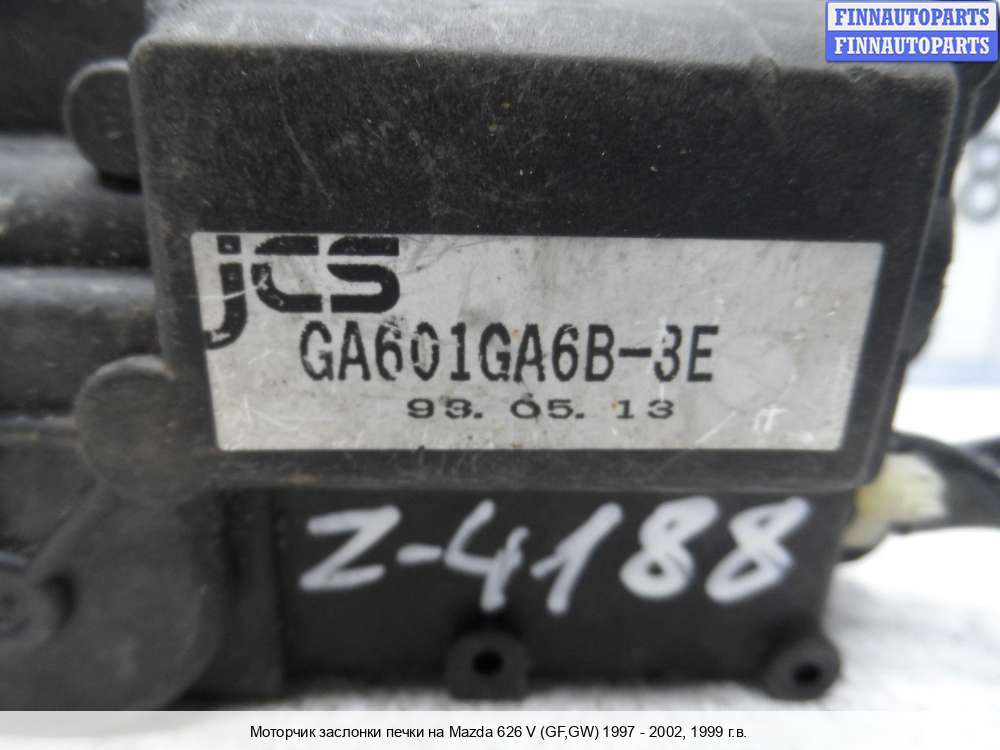 FINNAUTOPARTS
FINNAUTOPARTS
jCS
GA601GA6B-3E
93. 05. 13
Z-4188
Моторчик заслонки печки на Mazda 626 V (GF,GW) 1997 - 2002, 1999 г.в.